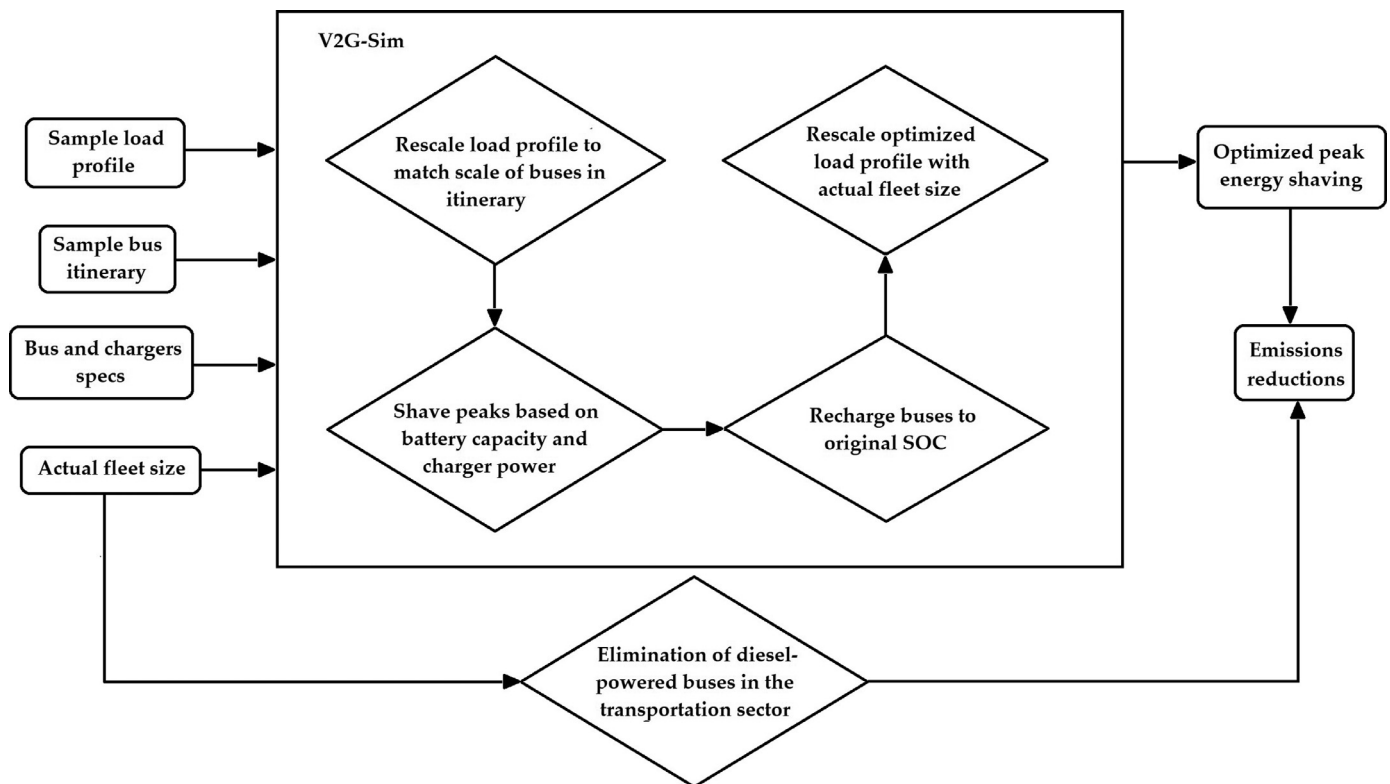 V2G-Sim
Sample load
profile
Sample bus
itinerary
Bus and chargers
specs
Actual fleet size
Rescale load profile to
match scale of buses in
itinerary
Shave peaks based on
battery capacity and
charger power
Recharge buses to
original SOC
Rescale optimized
load profile with
actual fleet size
Optimized peak
energy shaving
Emissions
reductions
Elimination of diesel-
powered buses in the
transportation sector